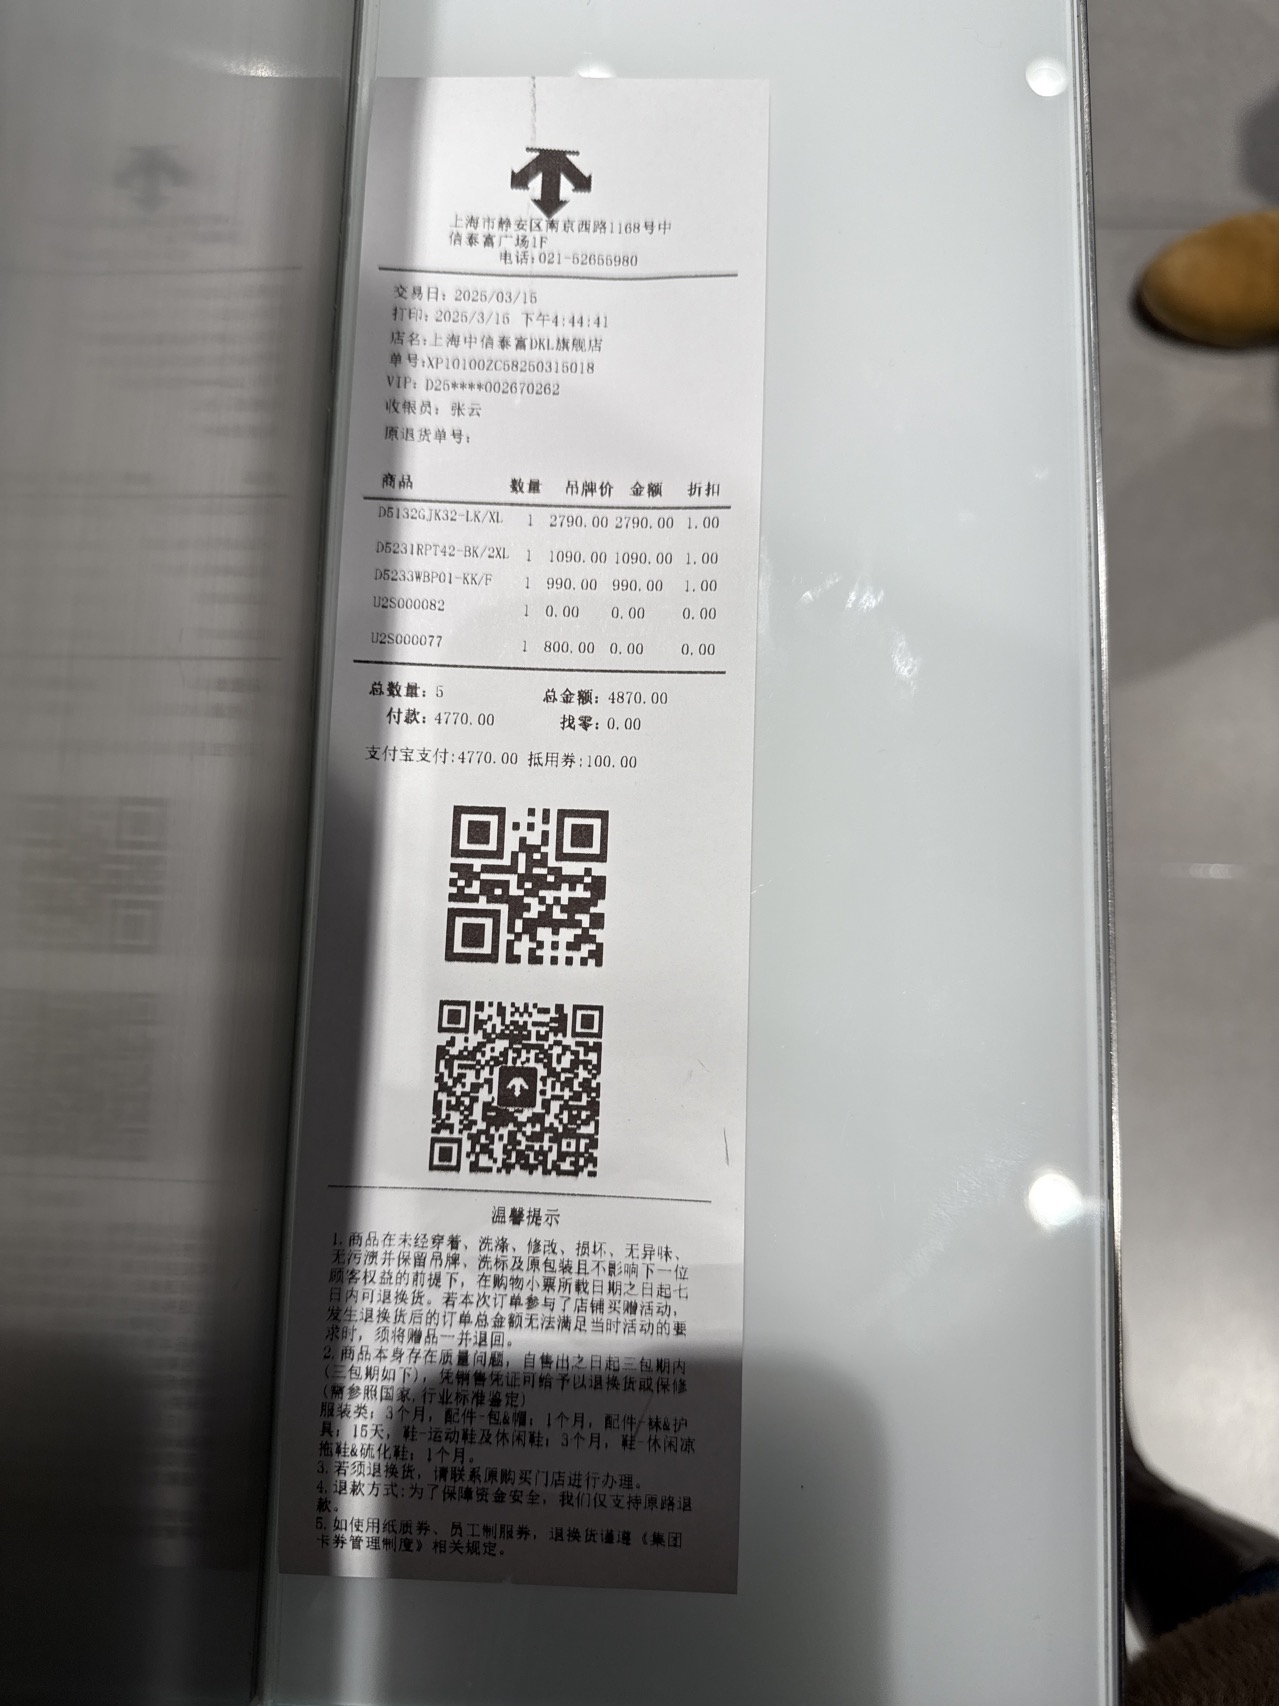 上海市静安区南京西路1168号中
信泰富广场1F
电话:021-52655980
交易日: 2025/03/15
打印: 2025/3/15 下午4:44:41
店名:上海中信泰富DKL旗舰店
单号:XP10100ZC58250315018
VIP: D25****002670262
收银员: 张云
原退货单号:
商品 数量 吊牌价 金额 折扣
D5132GJK32-LK/XL 1 2790.00 2790.00 1.00
D5231RPT42-BK/2XL 1 1090.00 1090.00 1.00
D5233WBP01-KK/F 1 990.00 990.00 1.00
U2S000082 1 0.00 0.00 0.00
U2S000077 1 800.00 0.00 0.00
总数量: 5 总金额: 4870.00
付款: 4770.00 找零: 0.00
支付宝支付:4770.00 抵用券:100.00
温馨提示
1.商品在未经穿着、洗涤、修改、损坏、无异味、
无污渍并保留吊牌、洗标及原包装且不影响下一位
顾客权益的前提下，在购物小票所载日期之日起七
日内可退换货。若本次订单参与了店铺买赠活动，
发生退换货后的订单总金额无法满足当时活动的要
求时，须将赠品一并退回。
2.商品本身存在质量问题，自售出之日起三包期内
(三包期如下)，凭销售凭证可给予以退换货或保修
(需参照国家,行业标准鉴定)
服装类: 3个月，配件-包&帽: 1个月，配件-袜&护
具: 15天，鞋-运动鞋及休闲鞋: 3个月，鞋-休闲凉
拖鞋&硫化鞋: 1个月。
3.若须退换货，请联系原购买门店进行办理。
4.退款方式:为了保障资金安全，我们仅支持原路退
款。
5.如使用纸质券、员工制服券，退换货谨遵《集团
卡券管理制度》相关规定。